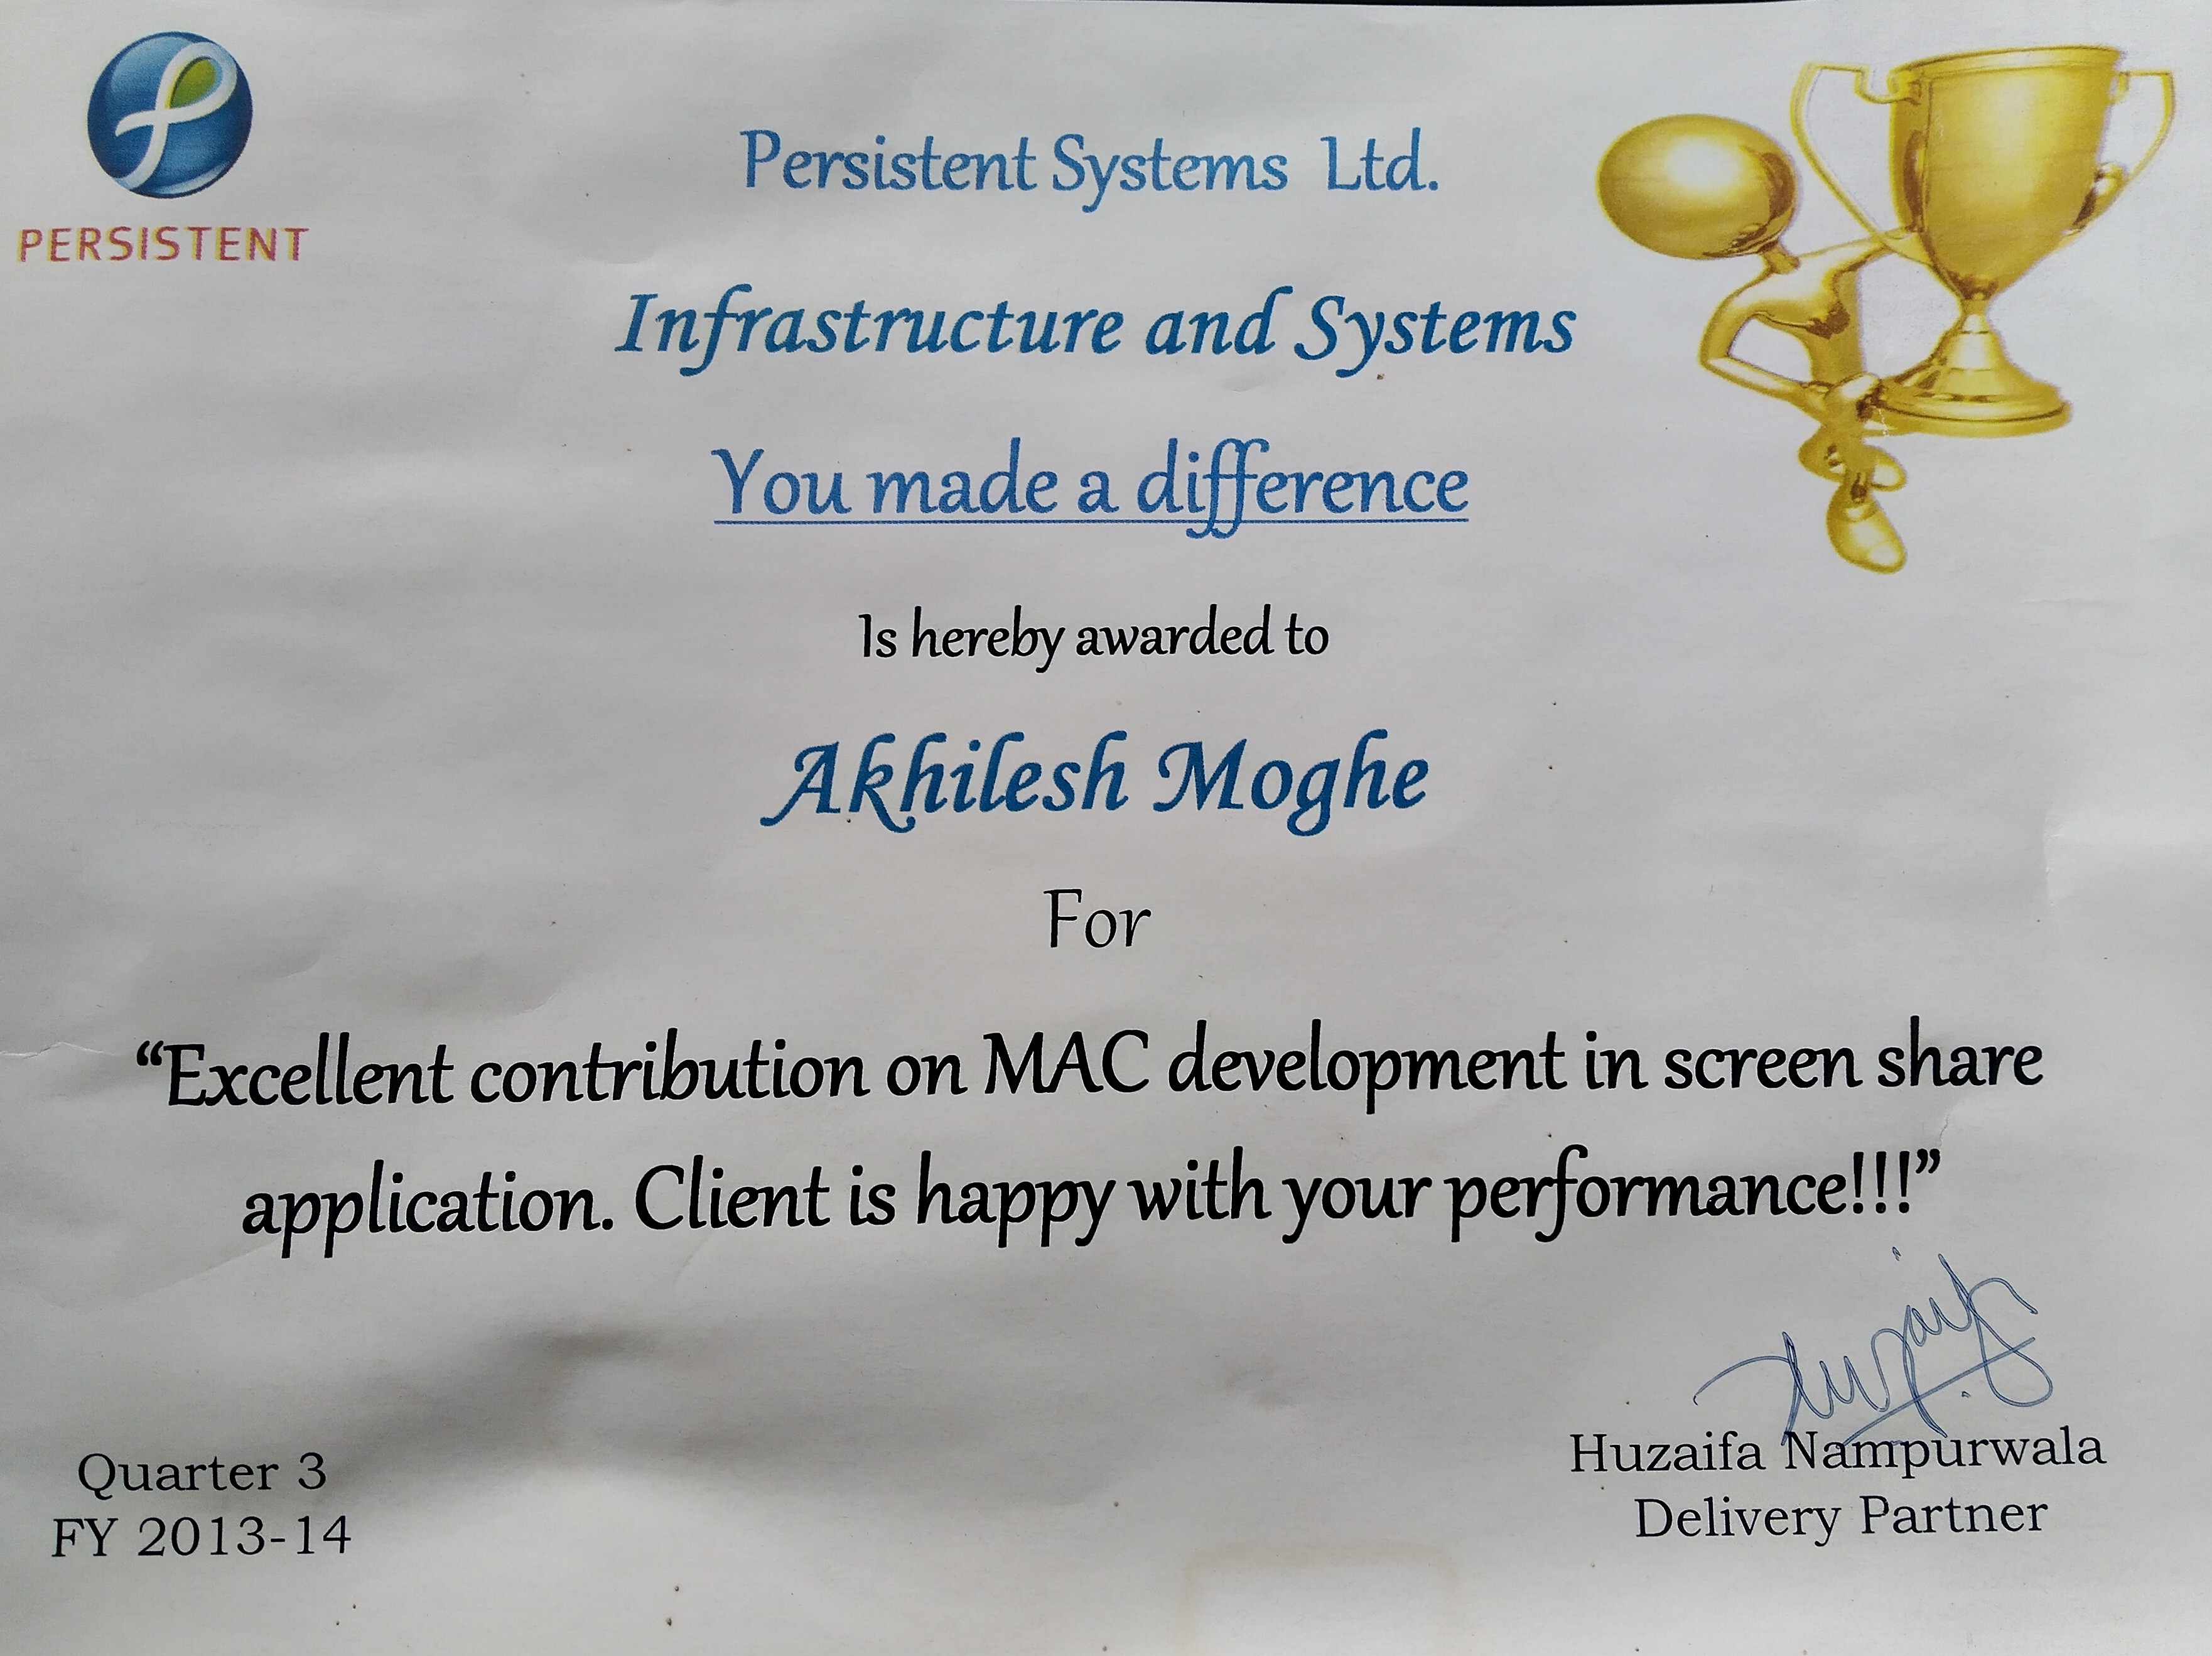 PERSISTENT
Persistent Systems Ltd.
Infrastructure and Systems
You made a difference
Is hereby awarded to
Akhilesh Moghe
For
“Excellent contribution on MAC development in screen share
application. Client is happy with your performance!!!”
Huzaifa
Quarter 3
FY 2013-14
Huzaifa Nampurwala
Delivery Partner